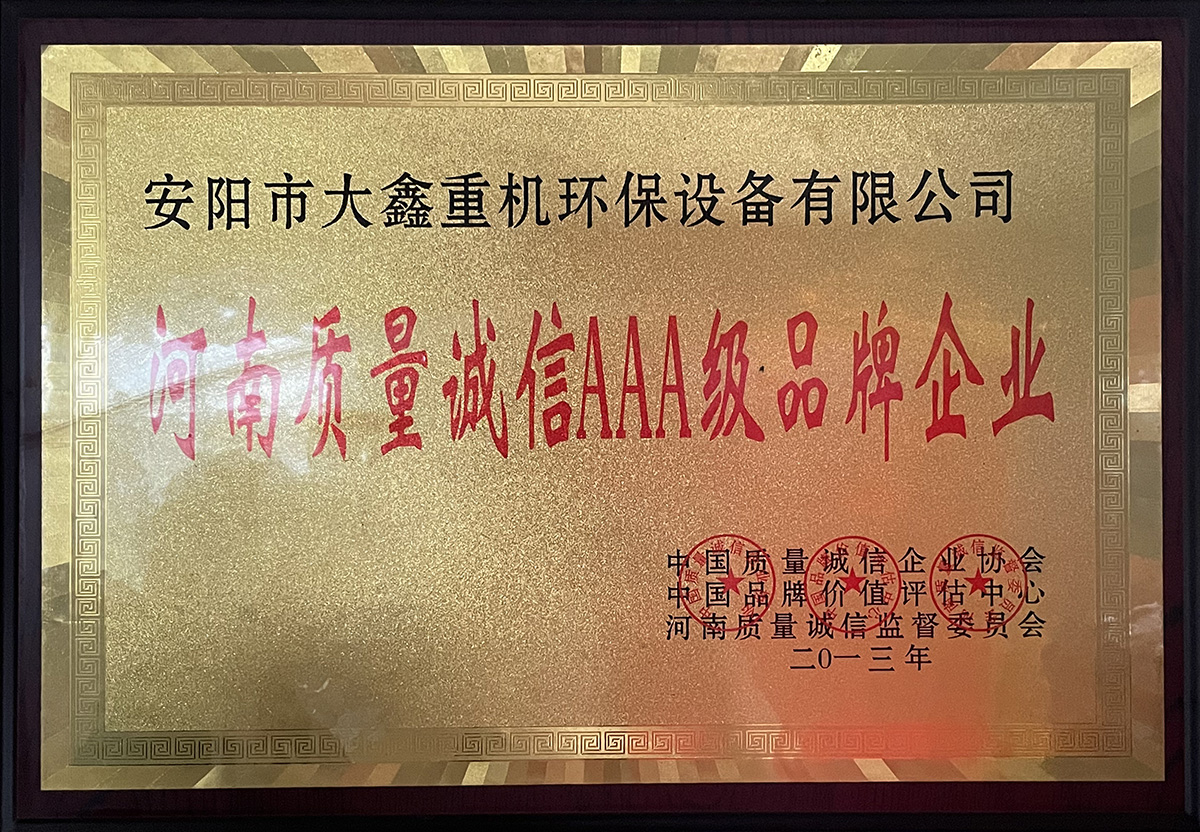 安阳市大鑫重机环保设备有限公司
河南质量诚信AAA级品牌企业
中国质量诚信企业协会
中国品牌价值评估中心
河南质量诚信监督委员会
二0一三年